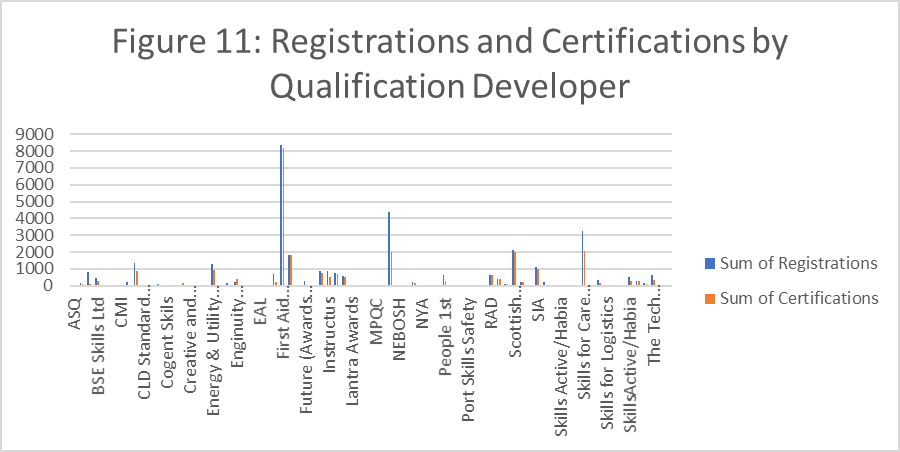 Figure 11: Registrations and Certifications by
Qualification Developer
9000
8000
7000
6000
5000
4000
3000
2000
1000
0
ASQ
BSE Skills Ltd
CMI
CLD Standard…
Cogent Skils
Creative and…
Energy & Utility…
Enginuity…
EAL
First Aid…
Future (Awards…
Instructus
Lantra Awards
MPQC
NEBOSH
NYA
People 1st
Port Skills Safety
RAD
Scottish…
SIA
Skills Active/Habia
Skills for Care…
Skills for Logistics
SkillsActive/Habia
The Tech…
Sum of Registrations
Sum of Certifications